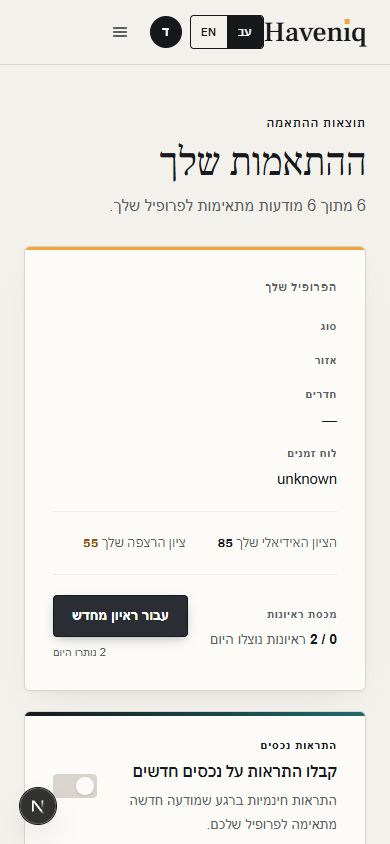 Haveniq
עב
EN
ד
תוצאות ההתאמה
ההתאמות שלך
6 מתוך 6 מודעות מתאימות לפרופיל שלך.
הפרופיל שלך
סוג
אזור
חדרים
—
לוח זמנים
unknown
הציון האידיאלי שלך 85
ציון הרצפה שלך 55
מכסת ראיונות
0 / 2 ראיונות נוצלו היום
עבור ראיון מחדש
2 נותרו היום
התראות נכסים
קבלו התראות על נכסים חדשים
התראות חינמיות ברגע שמודעה חדשה
מתאימה לפרופיל שלכם.
N